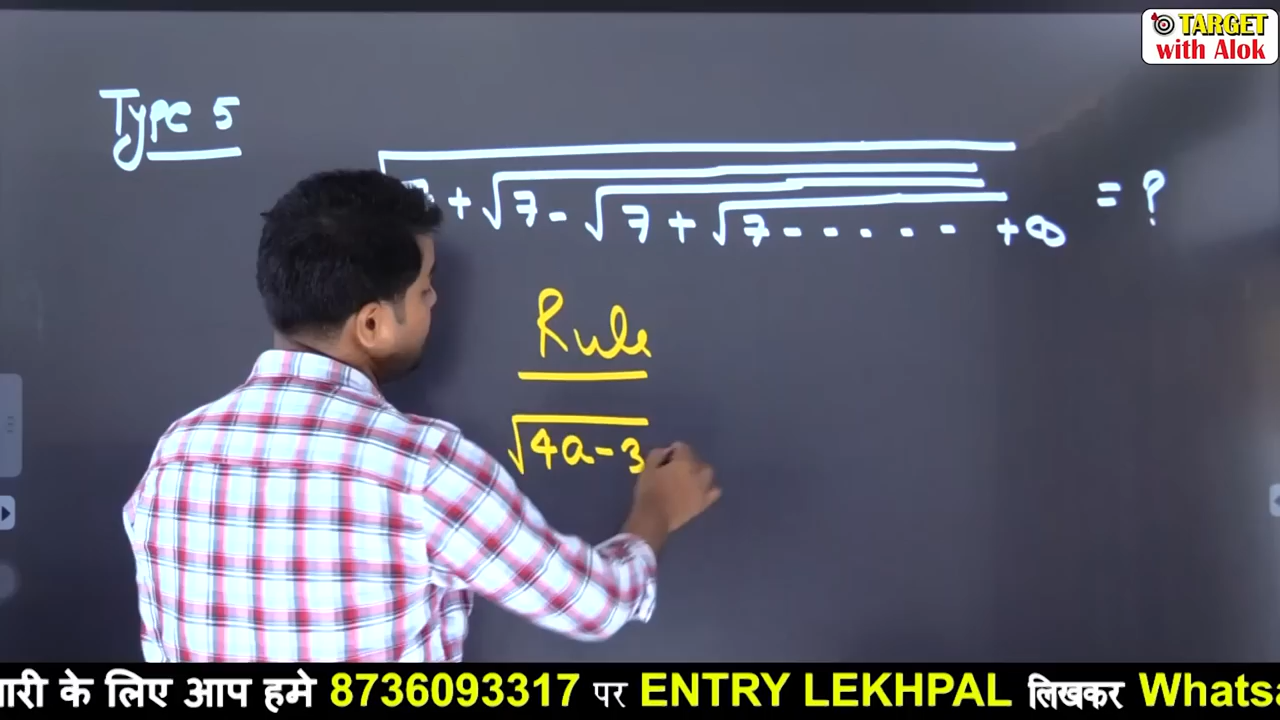 TARGET
with Alok
Type 5
+ √7 - √7 + √7 - - - - - + ∞ = ?
Rule
√4a-3
ारी के लिए आप हमे 8736093317 पर ENTRY LEKHPAL लिखकर Whatsa